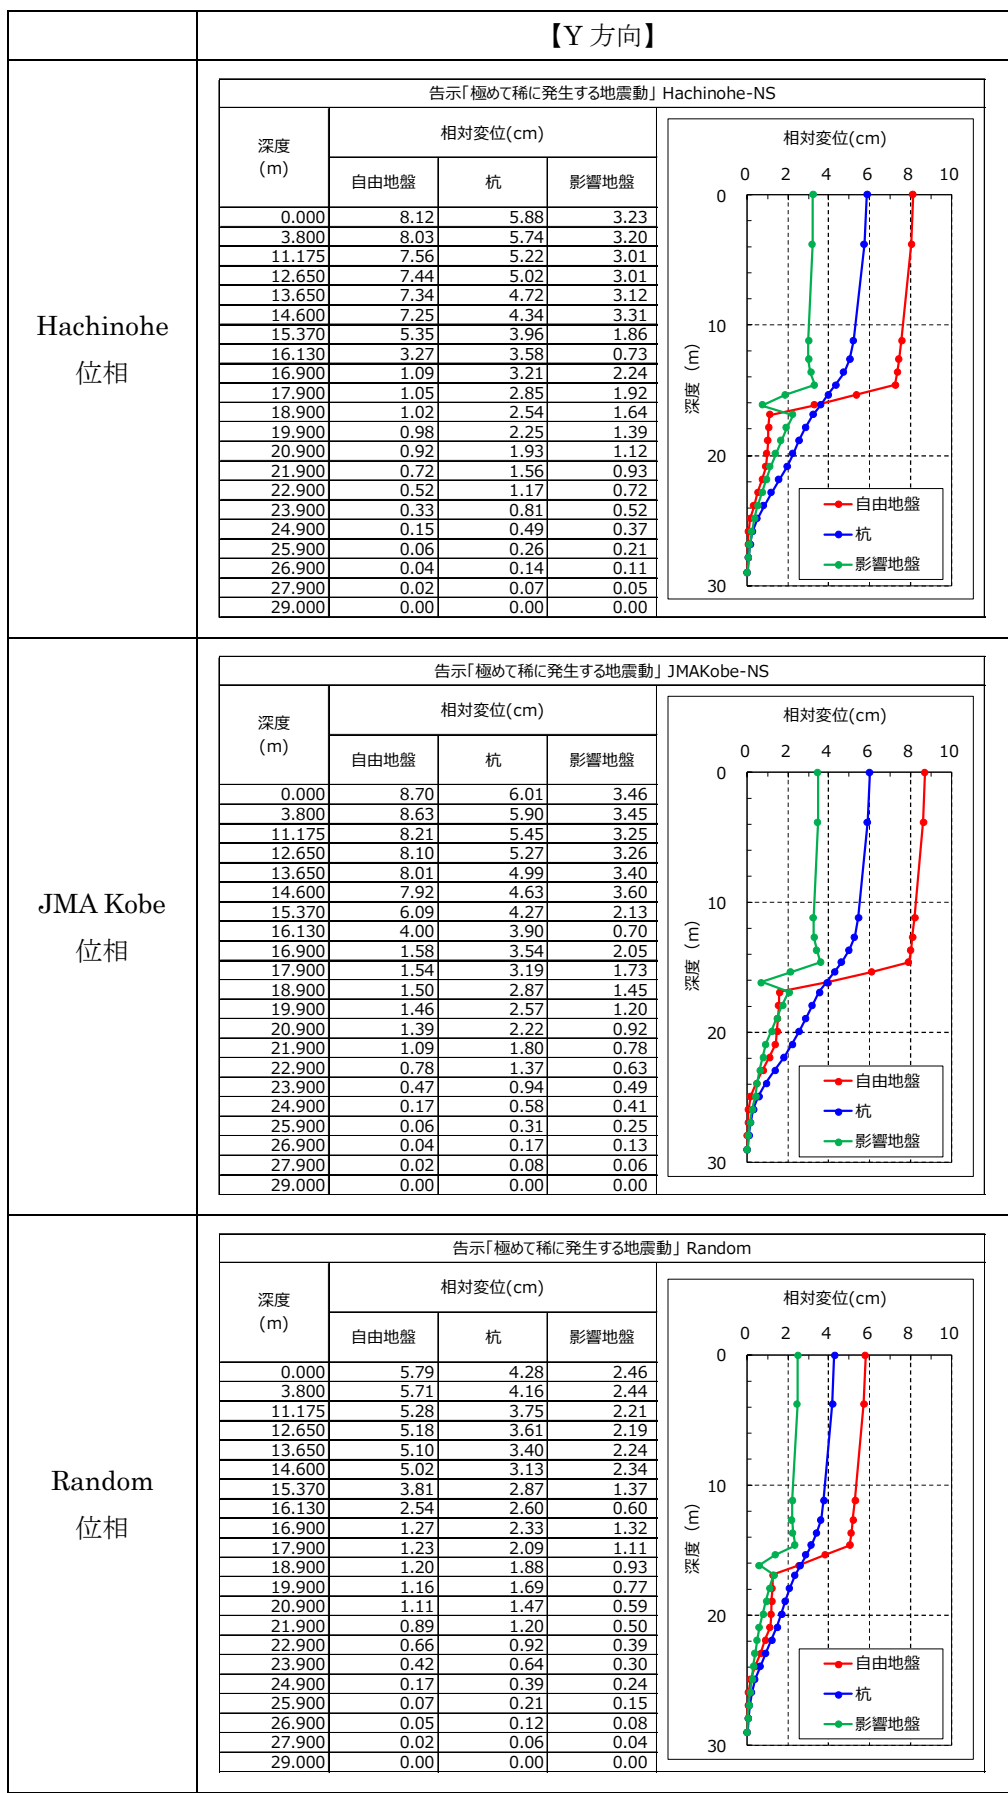 【Y 方向】
Hachinohe
位相
告示「極めて稀に発生する地震動」 Hachinohe-NS
深度
(m)
相対変位(cm)
自由地盤 杭 影響地盤
0.000 8.12 5.88 3.23
3.800 8.03 5.74 3.20
11.175 7.56 5.22 3.01
12.650 7.44 5.02 3.01
13.650 7.34 4.72 3.12
14.600 7.25 4.34 3.31
15.370 5.35 3.96 1.86
16.130 3.27 3.58 0.73
16.900 1.09 3.21 2.24
17.900 1.05 2.85 1.92
18.900 1.02 2.54 1.64
19.900 0.98 2.25 1.39
20.900 0.92 1.93 1.12
21.900 0.72 1.56 0.93
22.900 0.52 1.17 0.72
23.900 0.33 0.81 0.52
24.900 0.15 0.49 0.37
25.900 0.06 0.26 0.21
26.900 0.04 0.14 0.11
27.900 0.02 0.07 0.05
29.000 0.00 0.00 0.00
相対変位(cm)
0 2 4 6 8 10
0
10
20
30
深度 (m)
自由地盤
杭
影響地盤
JMA Kobe
位相
告示「極めて稀に発生する地震動」 JMAKobe-NS
深度
(m)
相対変位(cm)
自由地盤 杭 影響地盤
0.000 8.70 6.01 3.46
3.800 8.63 5.90 3.45
11.175 8.21 5.45 3.25
12.650 8.10 5.27 3.26
13.650 8.01 4.99 3.40
14.600 7.92 4.63 3.60
15.370 6.09 4.27 2.13
16.130 4.00 3.90 0.70
16.900 1.58 3.54 2.05
17.900 1.54 3.19 1.73
18.900 1.50 2.87 1.45
19.900 1.46 2.57 1.20
20.900 1.39 2.22 0.92
21.900 1.09 1.80 0.78
22.900 0.78 1.37 0.63
23.900 0.47 0.94 0.49
24.900 0.17 0.58 0.41
25.900 0.06 0.31 0.25
26.900 0.04 0.17 0.13
27.900 0.02 0.08 0.06
29.000 0.00 0.00 0.00
相対変位(cm)
0 2 4 6 8 10
0
10
20
30
深度 (m)
自由地盤
杭
影響地盤
Random
位相
告示「極めて稀に発生する地震動」 Random
深度
(m)
相対変位(cm)
自由地盤 杭 影響地盤
0.000 5.79 4.28 2.46
3.800 5.71 4.16 2.44
11.175 5.28 3.75 2.21
12.650 5.18 3.61 2.19
13.650 5.10 3.40 2.24
14.600 5.02 3.13 2.34
15.370 3.81 2.87 1.37
16.130 2.54 2.60 0.60
16.900 1.27 2.33 1.32
17.900 1.23 2.09 1.11
18.900 1.20 1.88 0.93
19.900 1.16 1.69 0.77
20.900 1.11 1.47 0.59
21.900 0.89 1.20 0.50
22.900 0.66 0.92 0.39
23.900 0.42 0.64 0.30
24.900 0.17 0.39 0.24
25.900 0.07 0.21 0.15
26.900 0.05 0.12 0.08
27.900 0.02 0.06 0.04
29.000 0.00 0.00 0.00
相対変位(cm)
0 2 4 6 8 10
0
10
20
30
深度 (m)
自由地盤
杭
影響地盤